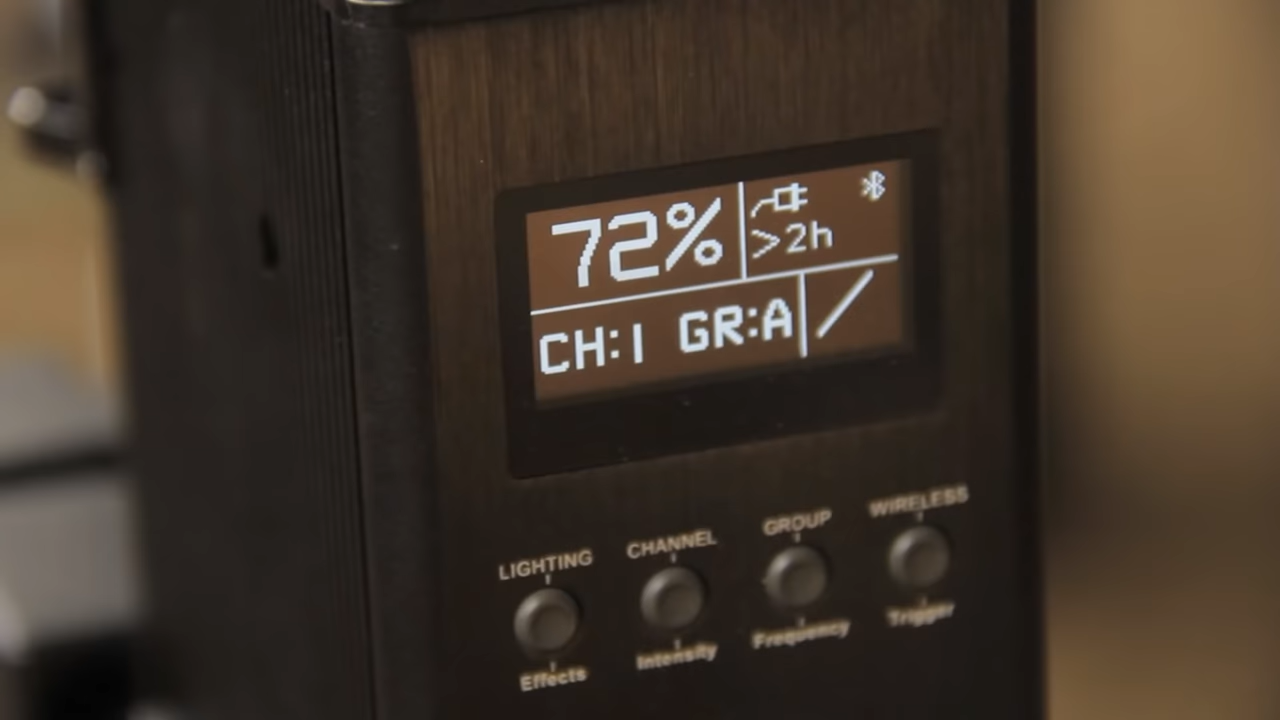 72%
>2h
CH:1 GR:A
LIGHTING CHANNEL GROUP WIRELESS
Effects Intensity Frequency Trigger